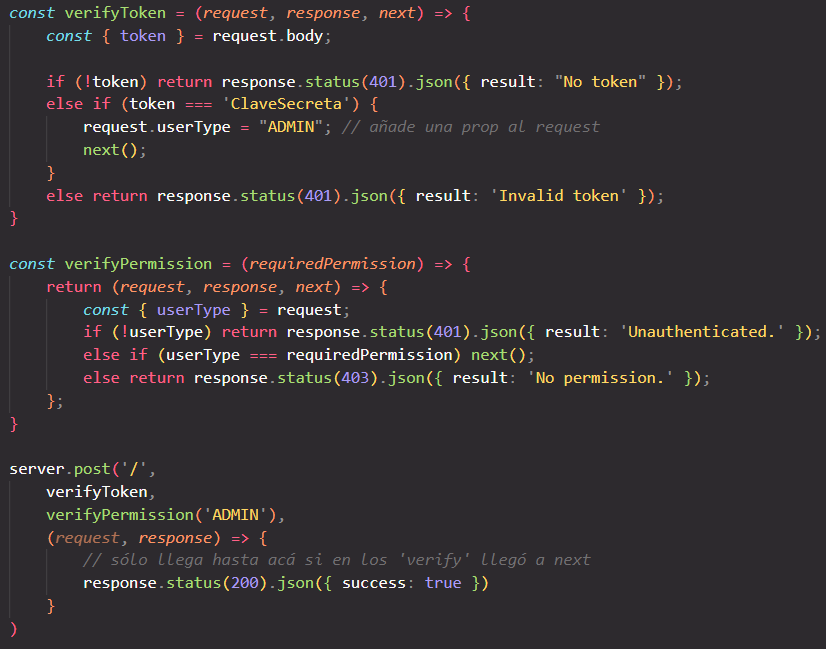 const verifyToken = (request, response, next) => {
    const { token } = request.body;

    if (!token) return response.status(401).json({ result: "No token" });
    else if (token === 'ClaveSecreta') {
        request.userType = "ADMIN"; // añade una prop al request
        next();
    }
    else return response.status(401).json({ result: 'Invalid token' });
}

const verifyPermission = (requiredPermission) => {
    return (request, response, next) => {
        const { userType } = request;
        if (!userType) return response.status(401).json({ result: 'Unauthenticated.' });
        else if (userType === requiredPermission) next();
        else return response.status(403).json({ result: 'No permission.' });
    };
}

server.post('/',
    verifyToken,
    verifyPermission('ADMIN'),
    (request, response) => {
        // sólo llega hasta acá si en los 'verify' llegó a next
        response.status(200).json({ success: true })
    }
)